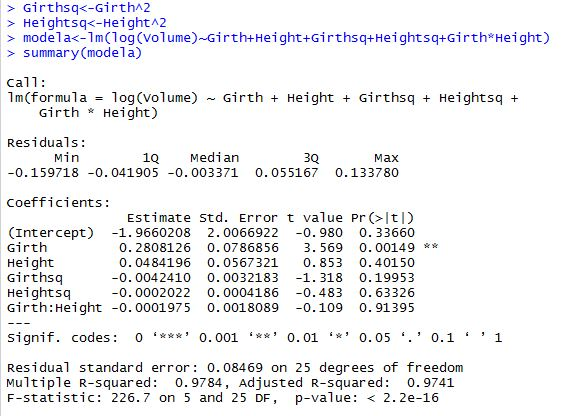 > Girthsq<-Girth^2
> Heightsq<-Height^2
> modela<-lm(log(Volume)~Girth+Height+Girthsq+Heightsq+Girth*Height)
> summary(modela)
Call:
lm(formula = log(Volume) ~ Girth + Height + Girthsq + Heightsq +
    Girth * Height)
Residuals:
      Min        1Q    Median        3Q       Max
-0.159718 -0.041905 -0.003371  0.055167  0.133780
Coefficients:
               Estimate Std. Error t value Pr(>|t|)
(Intercept)  -1.9660208  2.0066922  -0.980  0.33660
Girth         0.2808126  0.0786856   3.569  0.00149 **
Height        0.0484196  0.0567321   0.853  0.40150
Girthsq      -0.0042410  0.0032183  -1.318  0.19953
Heightsq     -0.0002022  0.0004186  -0.483  0.63326
Girth:Height -0.0001975  0.0018089  -0.109  0.91395
---
Signif. codes:  0 ‘***’ 0.001 ‘**’ 0.01 ‘*’ 0.05 ‘.’ 0.1 ‘ ’ 1
Residual standard error: 0.08469 on 25 degrees of freedom
Multiple R-squared:  0.9784, Adjusted R-squared:  0.9741
F-statistic: 226.7 on 5 and 25 DF,  p-value: < 2.2e-16